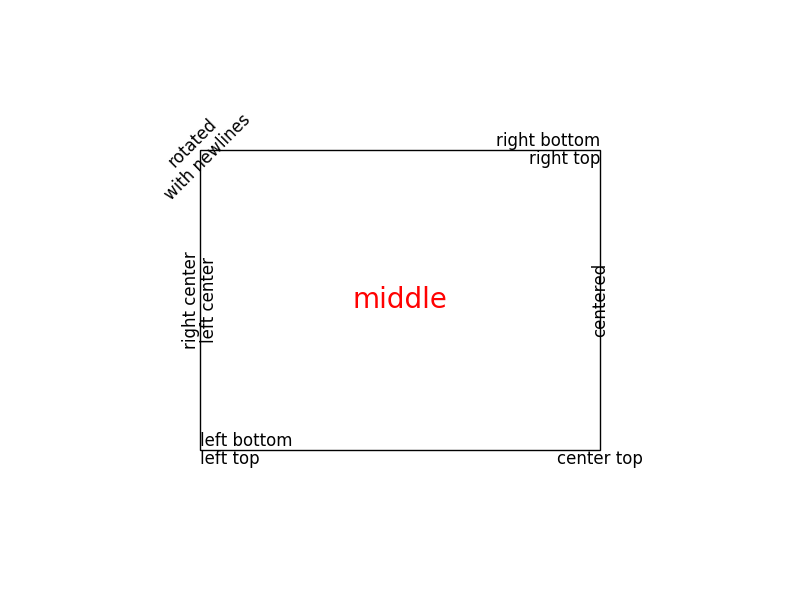 rotated
with newlines
right bottom
right top
right center
left center
middle
centered
left bottom
left top
center top